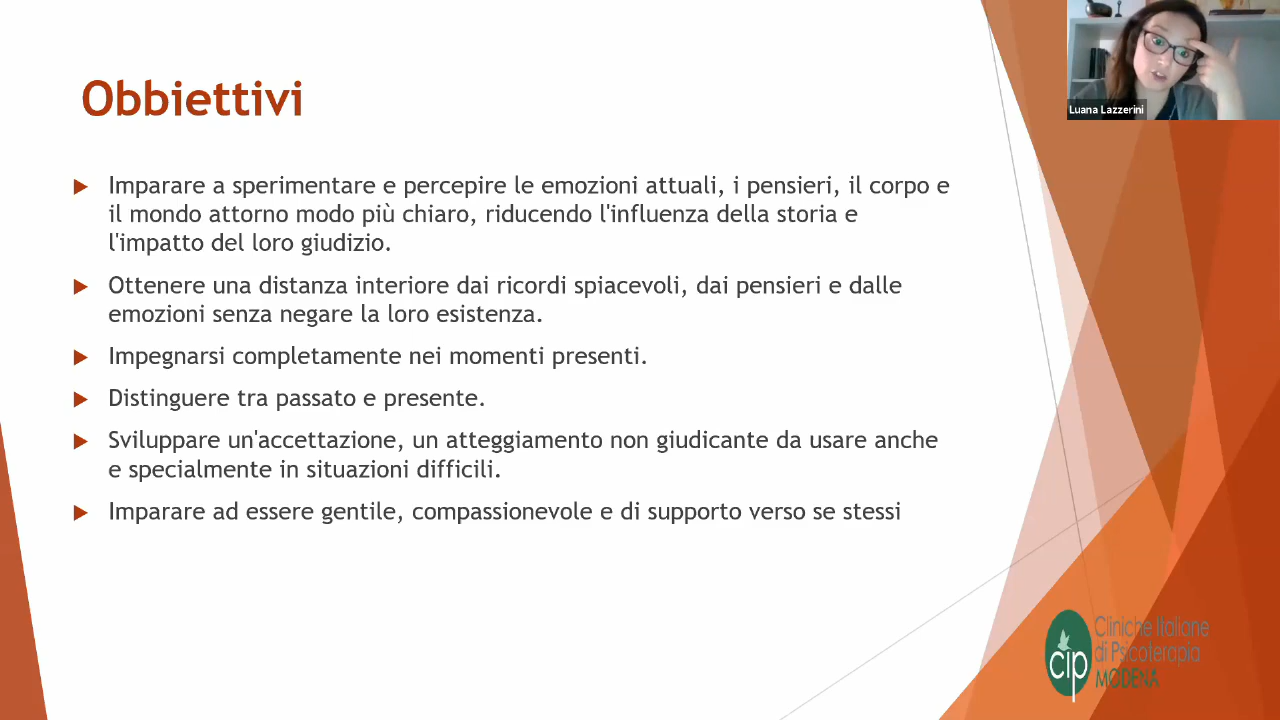 Obbiettivi
Luana Lazzerini
Imparare a sperimentare e percepire le emozioni attuali, i pensieri, il corpo e
il mondo attorno modo più chiaro, riducendo l'influenza della storia e
l'impatto del loro giudizio.
Ottenere una distanza interiore dai ricordi spiacevoli, dai pensieri e dalle
emozioni senza negare la loro esistenza.
Impegnarsi completamente nei momenti presenti.
Distinguere tra passato e presente.
Sviluppare un'accettazione, un atteggiamento non giudicante da usare anche
e specialmente in situazioni difficili.
Imparare ad essere gentile, compassionevole e di supporto verso se stessi
cip
Cliniche Italiane
di Psicoterapia
MODENA